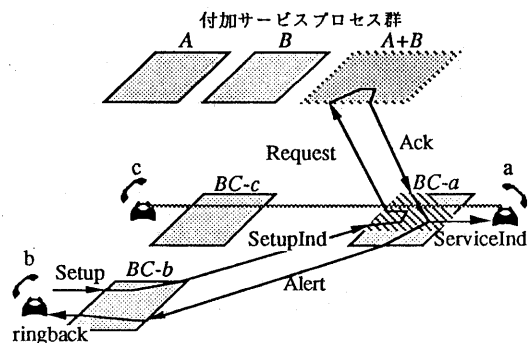 付加サービスプロセス群
A
B
A+B
Request
Ack
c
BC-c
BC-a
a
SetupInd
ServiceInd
b
Setup
BC-b
Alert
ringback